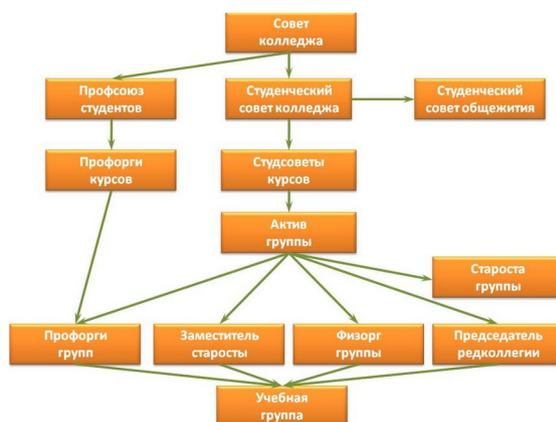 Совет
колледжа
Профсоюз
студентов
Студенческий
совет колледжа
Студенческий
совет общежития
Профорги
курсов
Студсоветы
курсов
Актив
группы
Староста
группы
Профорги
групп
Заместитель
старосты
Физорг
группы
Председатель
редколлегии
Учебная
группа